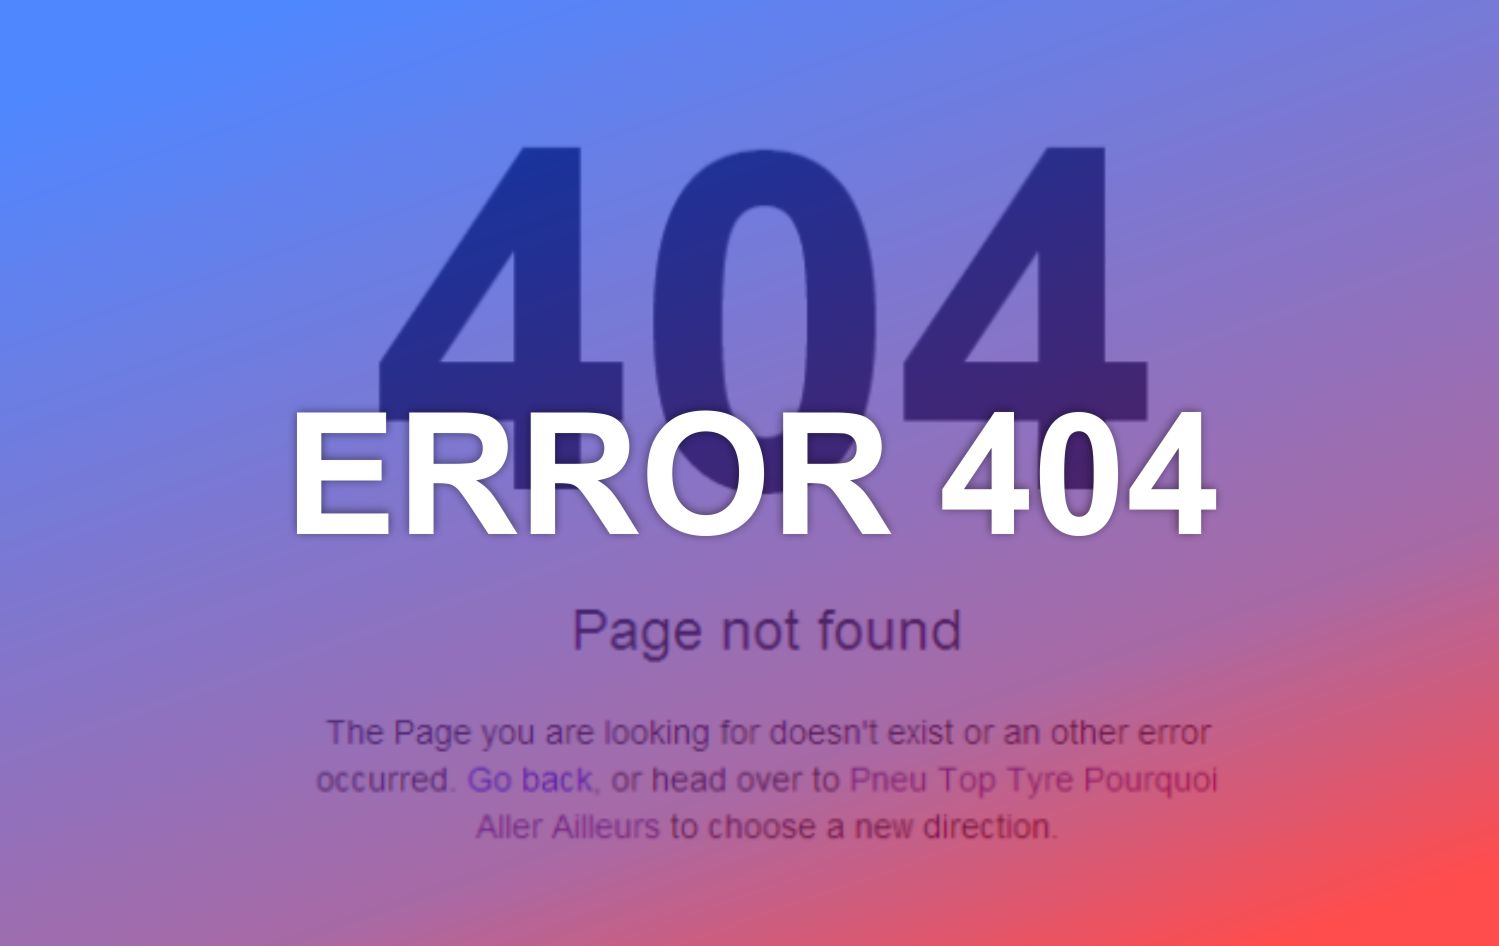 404
ERROR 404
Page not found
The Page you are looking for doesn't exist or an other error
occurred. Go back, or head over to Pneu Top Tyre Pourquoi
Aller Ailleurs to choose a new direction.